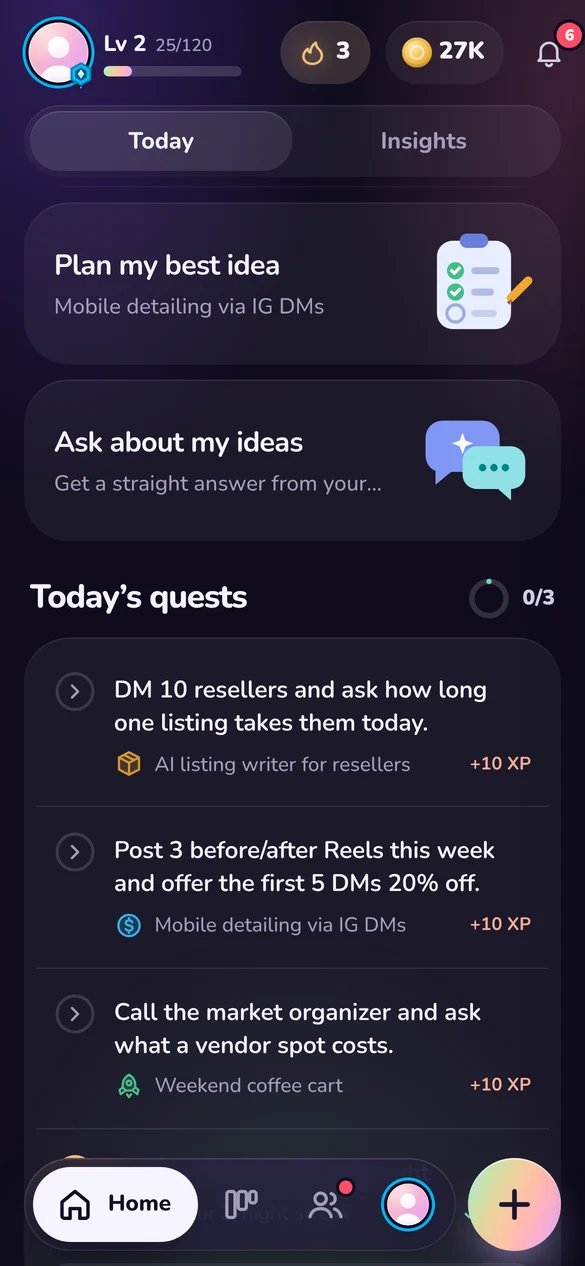 Lv 2 25/120
3
27K
6
Today
Insights
Plan my best idea
Mobile detailing via IG DMs
Ask about my ideas
Get a straight answer from your...
Today’s quests
0/3
DM 10 resellers and ask how long
one listing takes them today.
AI listing writer for resellers
+10 XP
Post 3 before/after Reels this week
and offer the first 5 DMs 20% off.
Mobile detailing via IG DMs
+10 XP
Call the market organizer and ask
what a vendor spot costs.
Weekend coffee cart
+10 XP
Home